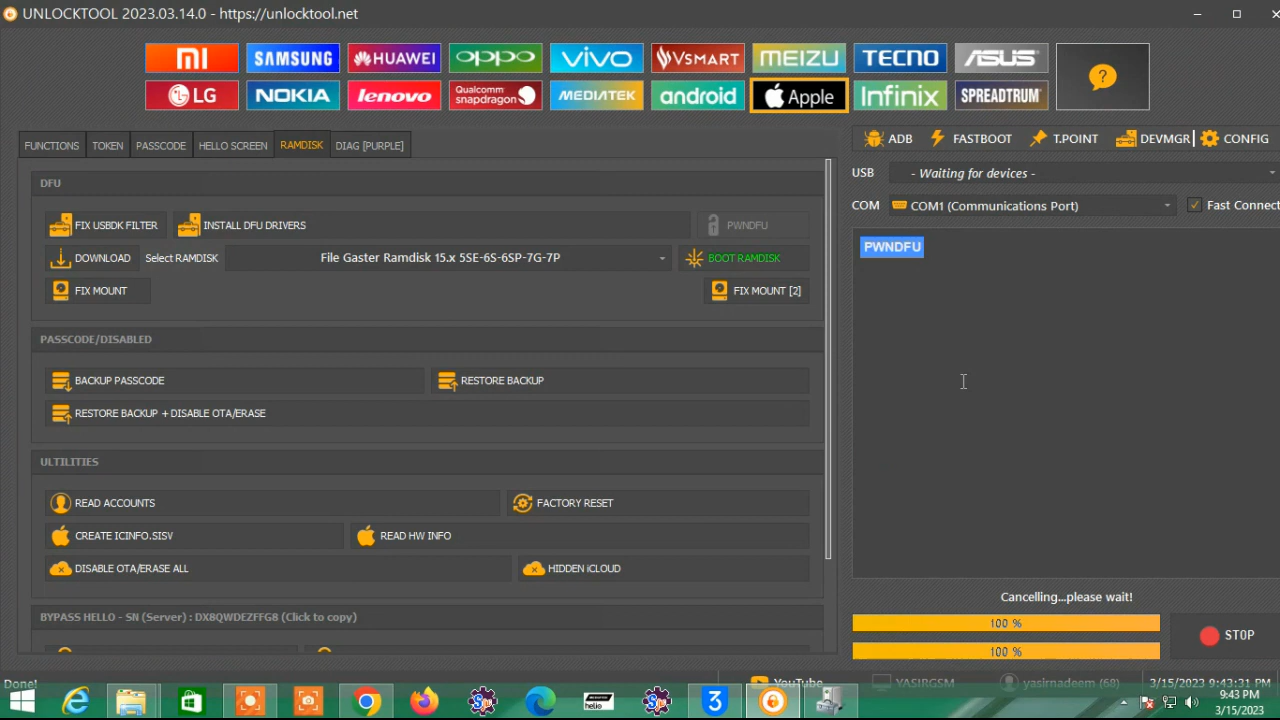 UNLOCKTOOL 2023.03.14.0 - https://unlocktool.net
mi SAMSUNG HUAWEI oppo vivo VSMART MEIZU TECNO ASUS ?
LG NOKIA lenovo Qualcomm snapdragon MEDIATEK android Apple Infinix SPREADTRUM
FUNCTIONS TOKEN PASSCODE HELLO SCREEN RAMDISK DIAG [PURPLE]
ADB FASTBOOT T.POINT DEVMGR CONFIG
USB - Waiting for devices -
COM COM1 (Communications Port) Fast Connect
PWNDFU
DFU
FIX USBDK FILTER INSTALL DFU DRIVERS PWNDFU
DOWNLOAD Select RAMDISK File Gaster Ramdisk 15.x 5SE-6S-6SP-7G-7P BOOT RAMDISK
FIX MOUNT FIX MOUNT [2]
PASSCODE/DISABLED
BACKUP PASSCODE RESTORE BACKUP
RESTORE BACKUP + DISABLE OTA/ERASE
ULTILITIES
READ ACCOUNTS FACTORY RESET
CREATE ICINFO.SISV READ HW INFO
DISABLE OTA/ERASE ALL HIDDEN iCLOUD
BYPASS HELLO - SN (Server) : DX8QWDEZFFG8 (Click to copy)
Cancelling...please wait!
100 %
100 %
STOP
Done! YouTube YASIRGSM yasirnadeem (68) 3/15/2023 9:43:31 PM
hello 3
9:43 PM
3/15/2023